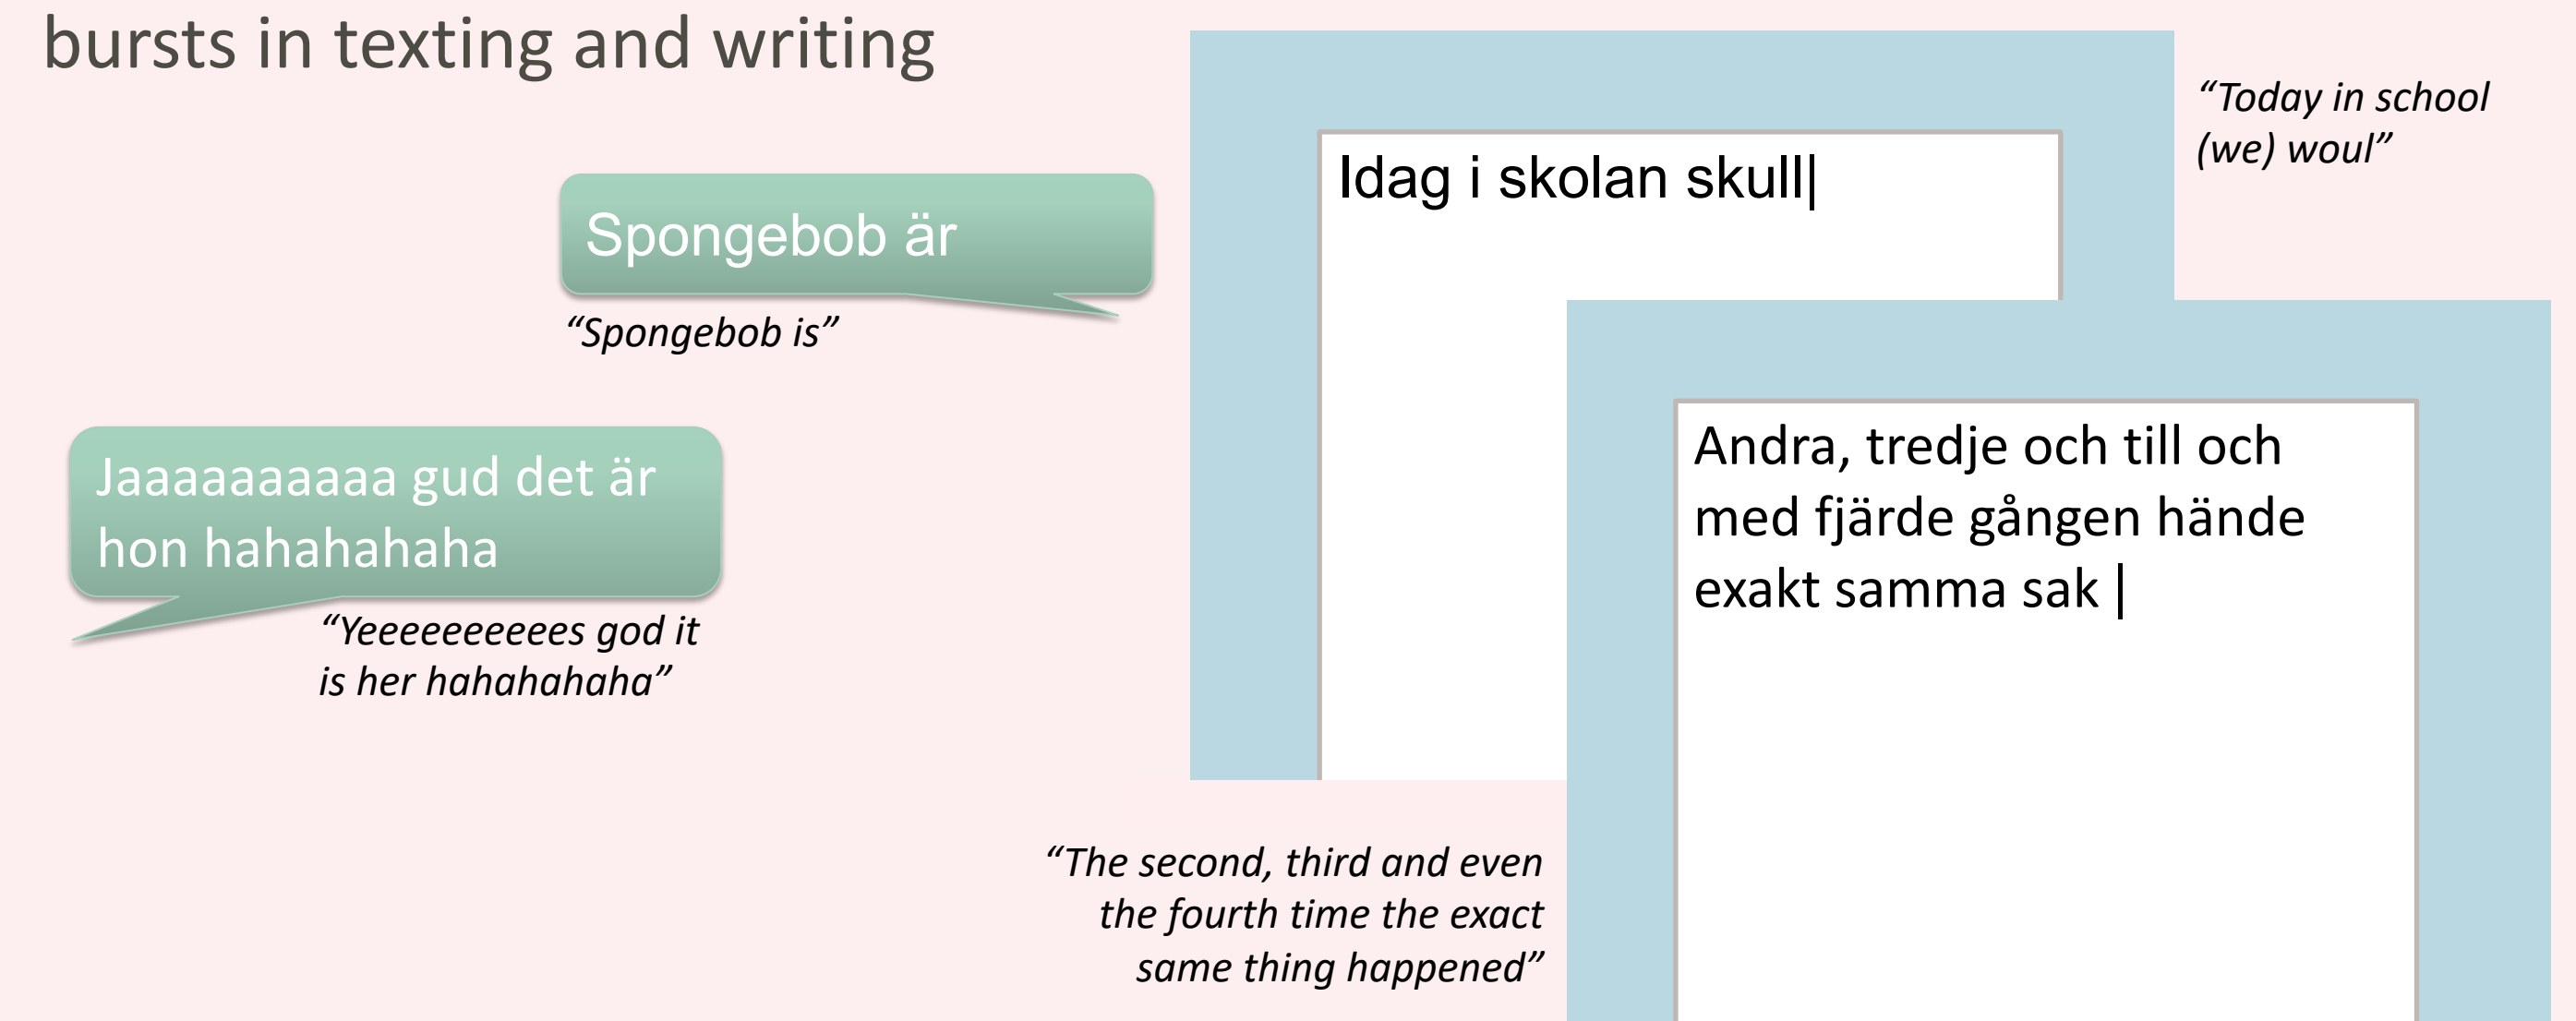 bursts in texting and writing
Spongebob är
“Spongebob is”
Jaaaaaaaaaa gud det är
hon hahahahaha
“Yeeeeeeeeees god it
is her hahahahaha”
Idag i skolan skull|
“Today in school
(we) woul”
Andra, tredje och till och
med fjärde gången hände
exakt samma sak |
“The second, third and even
the fourth time the exact
same thing happened”